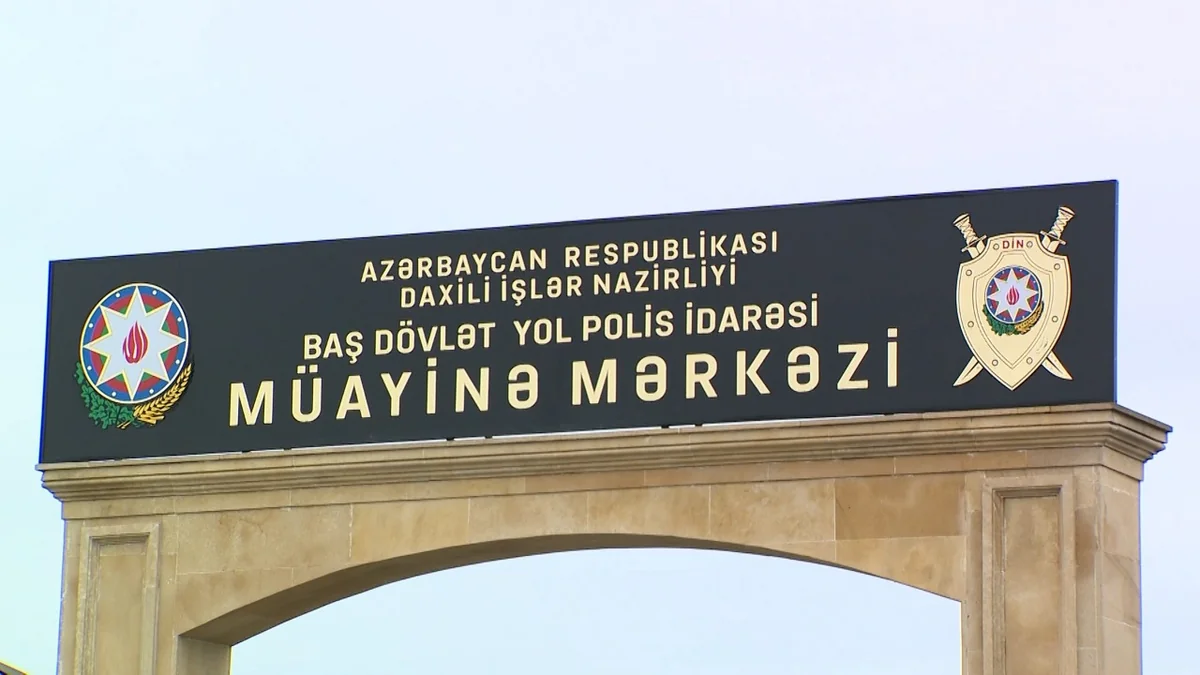 AZƏRBAYCAN RESPUBLİKASI
DAXİLİ İŞLƏR NAZİRLİYİ
BAŞ DÖVLƏT YOL POLİS İDARƏSİ
MÜAYİNƏ MƏRKƏZİ
DİN